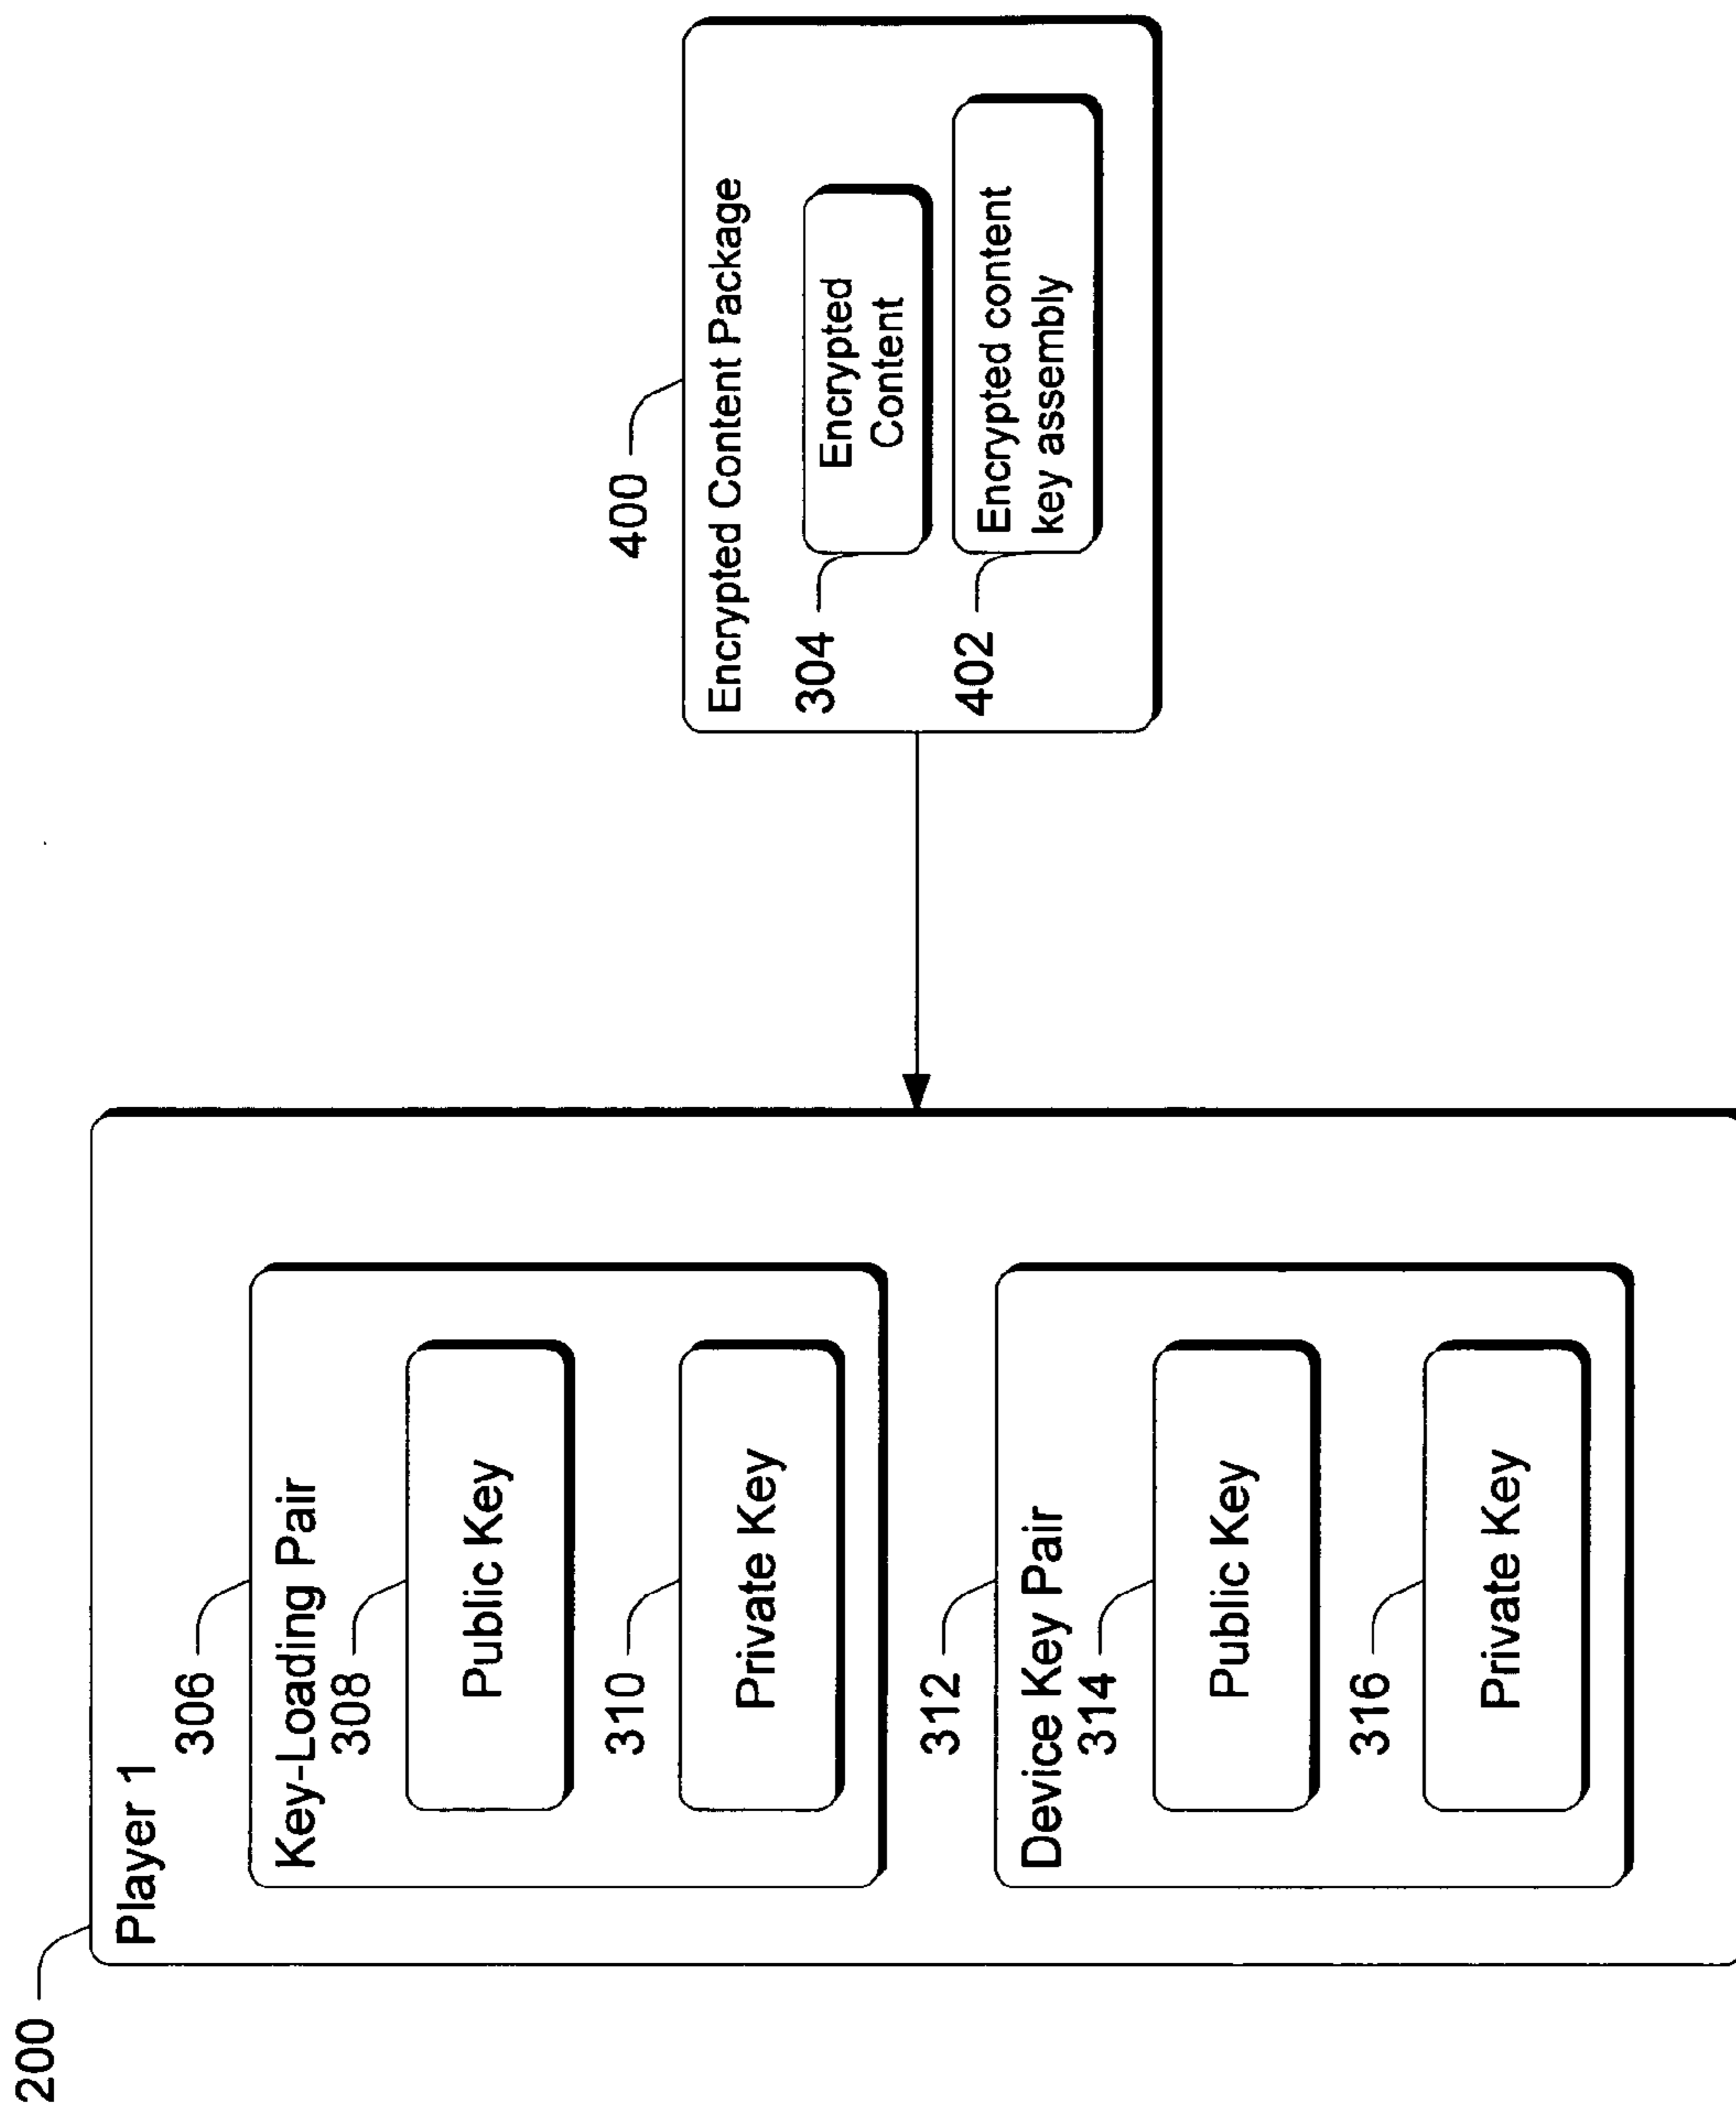 200
Player 1
306
Key-Loading Pair
308
Public Key
310
Private Key
312
Device Key Pair
314
Public Key
316
Private Key
400
Encrypted Content Package
304
Encrypted
Content
402
Encrypted content
key assembly